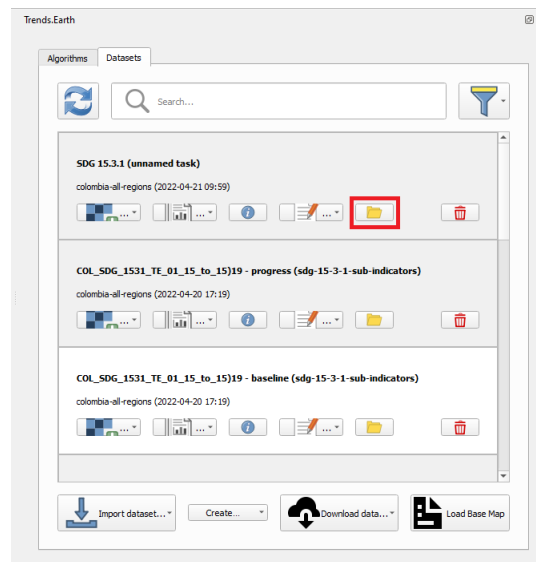 Trends.Earth
Algorithms Datasets
Search...
SDG 15.3.1 (unnamed task)
colombia-all-regions (2022-04-21 09:59)
... ... i ...
COL_SDG_1531_TE_01_15_to_15)19 - progress (sdg-15-3-1-sub-indicators)
colombia-all-regions (2022-04-20 17:19)
... ... i ...
COL_SDG_1531_TE_01_15_to_15)19 - baseline (sdg-15-3-1-sub-indicators)
colombia-all-regions (2022-04-20 17:19)
... ... i ...
Import dataset... Create... Download data... Load Base Map